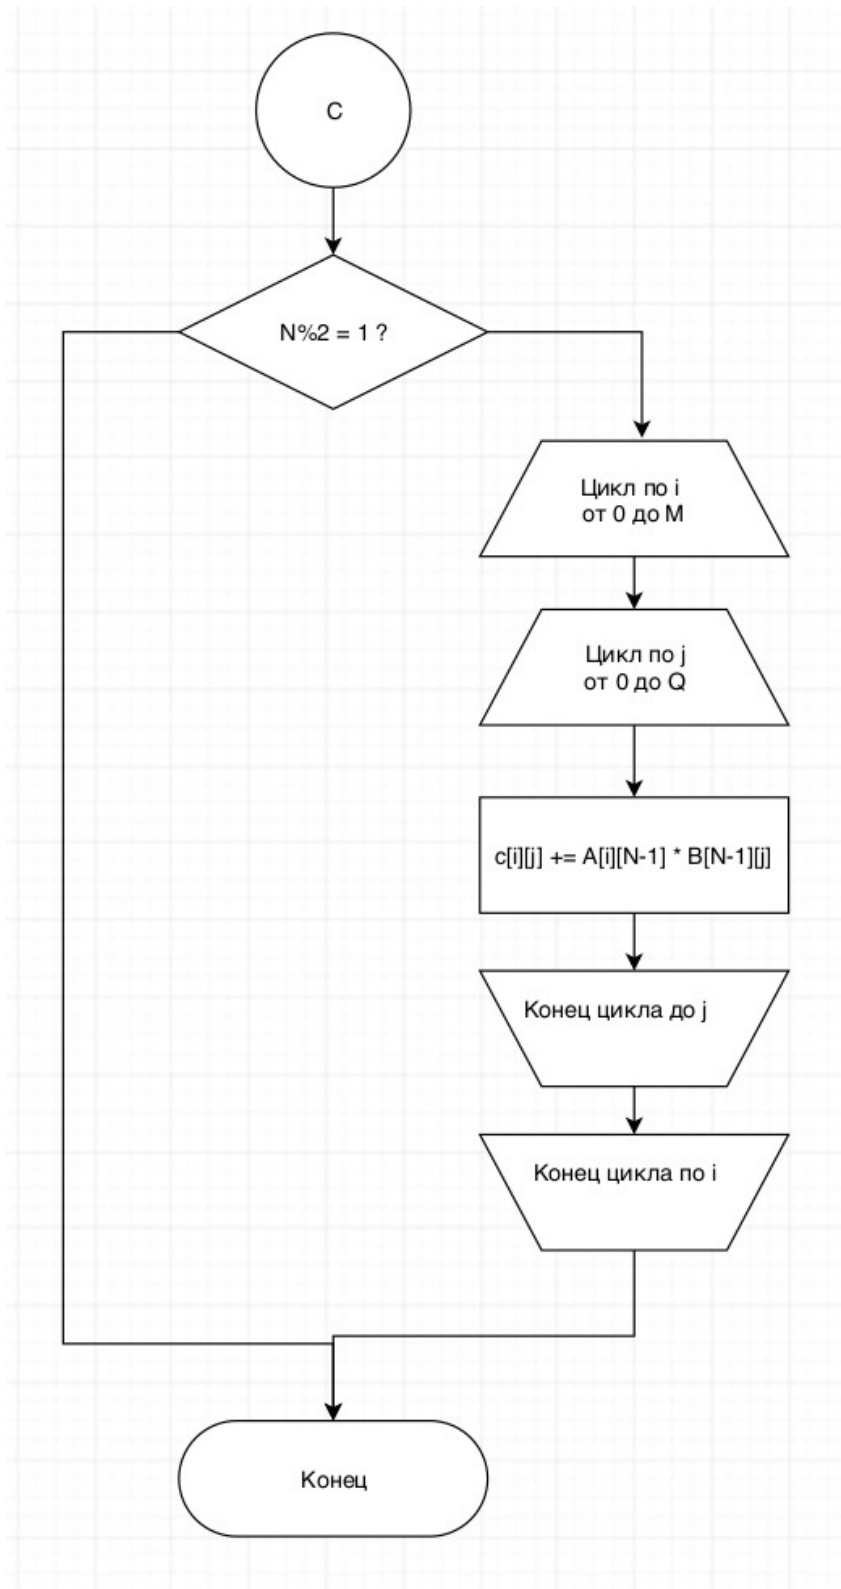 C
N%2 = 1 ?
Цикл по i
от 0 до M
Цикл по j
от 0 до Q
c[i][j] += A[i][N-1] * B[N-1][j]
Конец цикла до j
Конец цикла по i
Конец